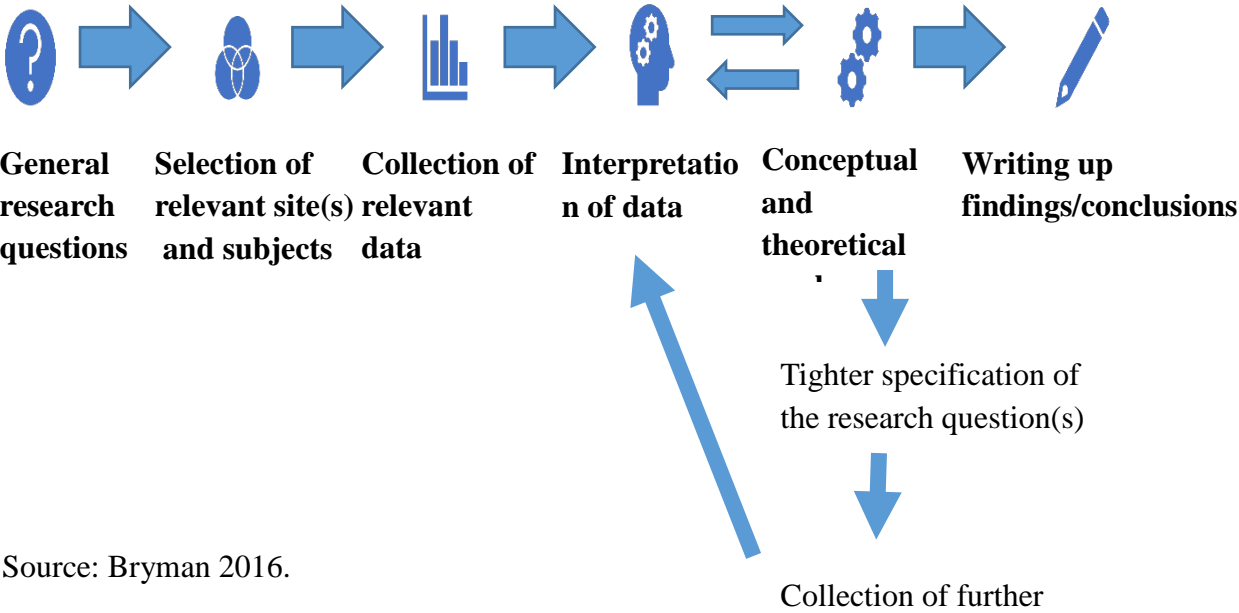 General
research
questions
Selection of
relevant site(s)
and subjects
Collection of
relevant
data
Interpretatio
n of data
Conceptual
and
theoretical
Writing up
findings/conclusions
Tighter specification of
the research question(s)
Collection of further
Source: Bryman 2016.